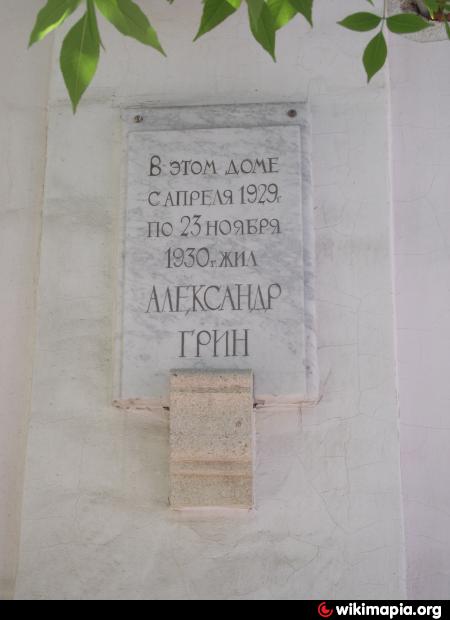 В ЭТОМ ДОМЕ
С АПРЕЛЯ 1929г.
ПО 23 НОЯБРЯ
1930г. ЖИЛ
АЛЕКСАНДР
ГРИН
wikimapia.org